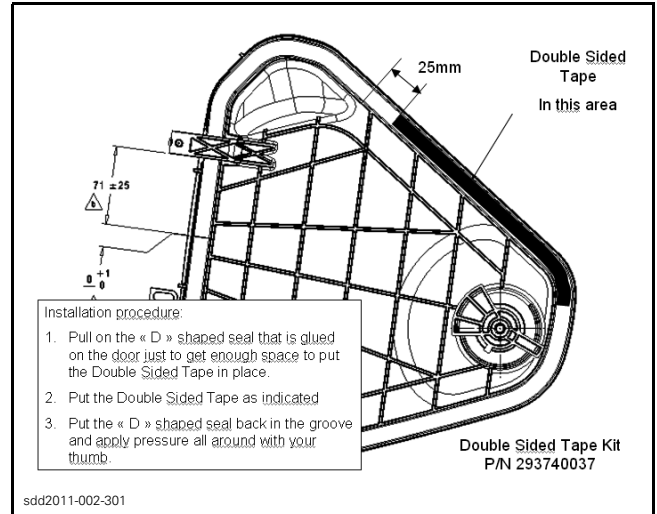 Double Sided
Tape
In this area
25mm
71 ±25
b
0 +1
0
Installation procedure:
1. Pull on the « D » shaped seal that is glued
on the door just to get enough space to put
the Double Sided Tape in place.
2. Put the Double Sided Tape as indicated
3. Put the « D » shaped seal back in the groove
and apply pressure all around with your
thumb.
Double Sided Tape Kit
P/N 293740037
sdd2011-002-301